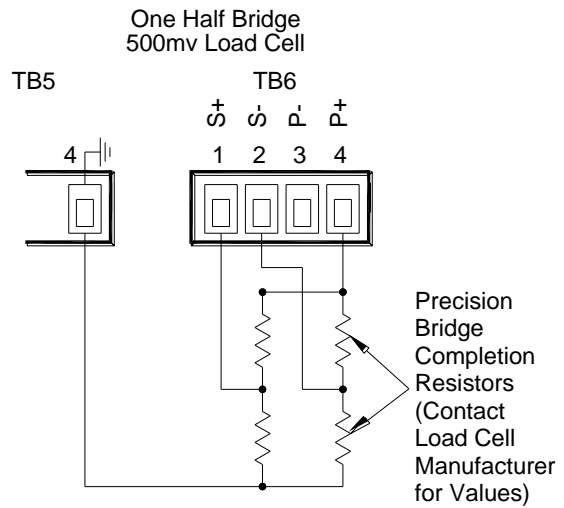 One Half Bridge
500mv Load Cell
TB5
TB6
S+ S- P- P+
4
1 2 3 4
Precision
Bridge
Completion
Resistors
(Contact
Load Cell
Manufacturer
for Values)